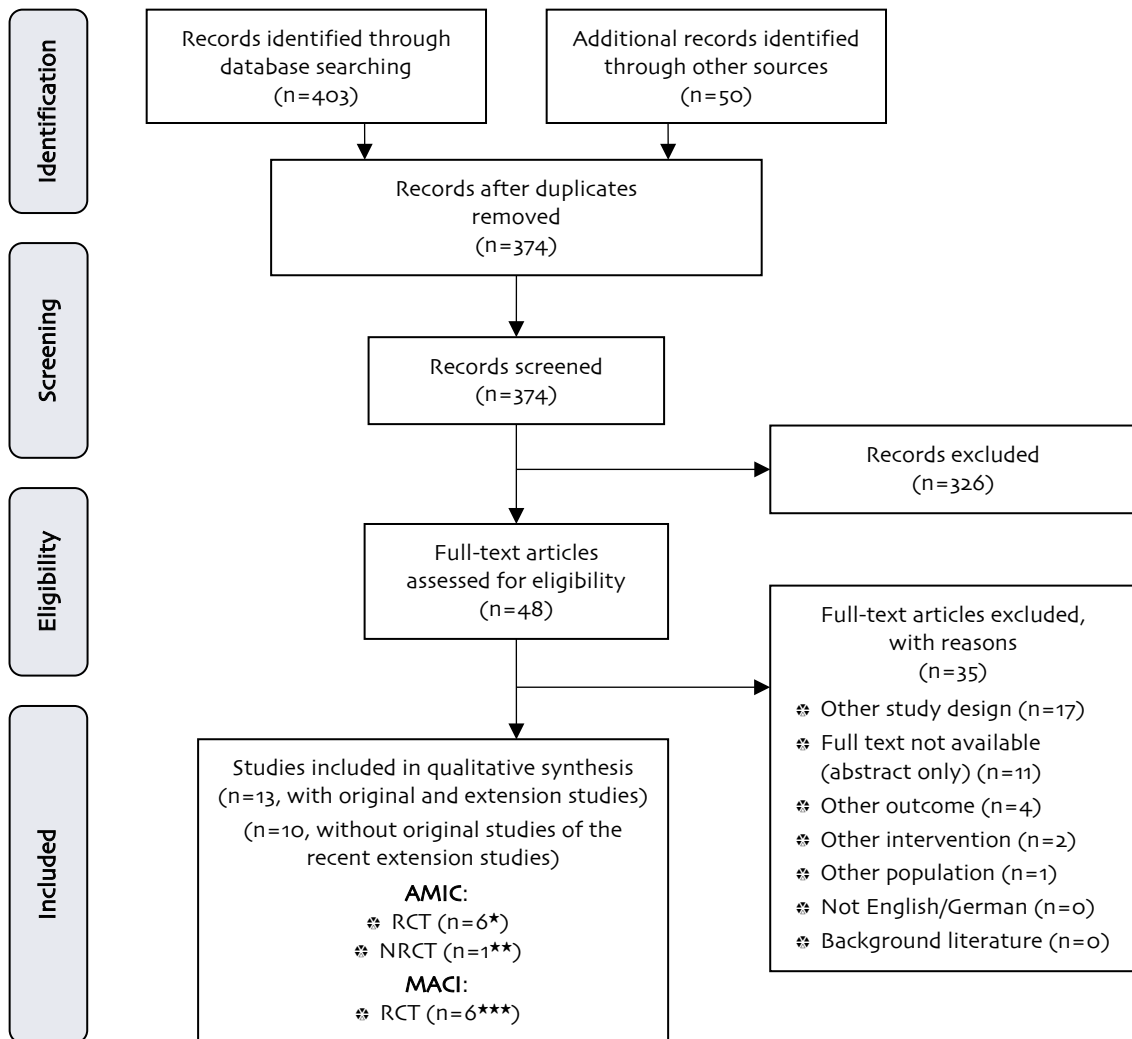 Identification
Records identified through
database searching
(n=403)
Additional records identified
through other sources
(n=50)
Records after duplicates
removed
(n=374)
Screening
Records screened
(n=374)
Records excluded
(n=326)
Eligibility
Full-text articles
assessed for eligibility
(n=48)
Full-text articles excluded,
with reasons
(n=35)
Other study design (n=17)
Full text not available
(abstract only) (n=11)
Other outcome (n=4)
Other intervention (n=2)
Other population (n=1)
Not English/German (n=0)
Background literature (n=0)
Included
Studies included in qualitative synthesis
(n=13, with original and extension studies)
(n=10, without original studies of the
recent extension studies)
AMIC:
RCT (n=6★)
NRCT (n=1★★)
MACI:
RCT (n=6★★★)